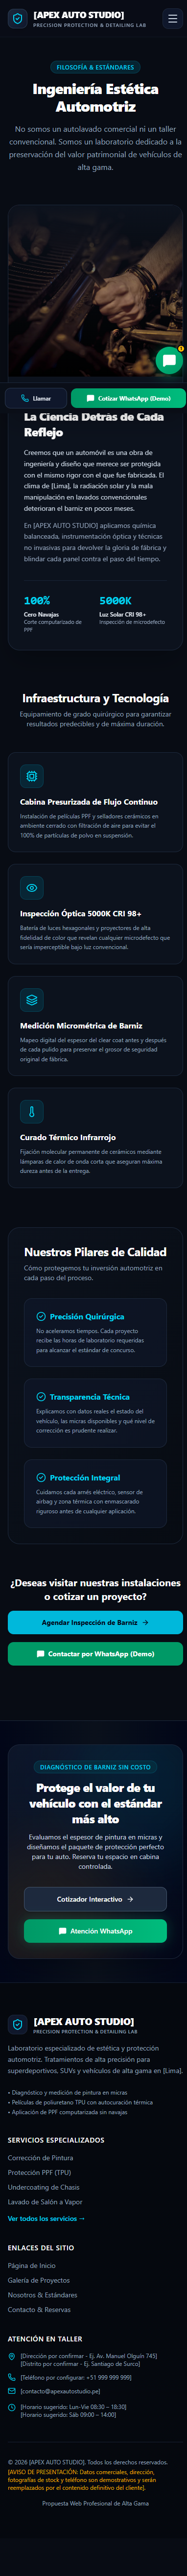 [APEX AUTO STUDIO]
PRECISION PROTECTION & DETAILING LAB
FILOSOFÍA & ESTÁNDARES
Ingeniería Estética
Automotriz
No somos un autolavado comercial ni un taller
convencional. Somos un laboratorio dedicado a la
preservación del valor patrimonial de vehículos de
alta gama.
1
Llamar
Cotizar WhatsApp (Demo)
La Ciencia Detrás de Cada
Reflejo
Creemos que un automóvil es una obra de
ingeniería y diseño que merece ser protegida
con el mismo rigor con el que fue fabricada. El
clima de [Lima], la radiación solar y la mala
manipulación en lavados convencionales
deterioran el barniz en pocos meses.
En [APEX AUTO STUDIO] aplicamos química
balanceada, instrumentación óptica y técnicas
no invasivas para devolver la gloria de fábrica y
blindar cada panel contra el paso del tiempo.
100%
Cero Navajas
Corte computarizado de
PPF
5000K
Luz Solar CRI 98+
Inspección de microdefecto
Infraestructura y Tecnología
Equipamiento de grado quirúrgico para garantizar
resultados predecibles y de máxima duración.
Cabina Presurizada de Flujo Continuo
Instalación de películas PPF y selladores cerámicos en
ambiente cerrado con filtración de aire para evitar el
100% de partículas de polvo en suspensión.
Inspección Óptica 5000K CRI 98+
Batería de luces hexagonales y proyectores de alta
fidelidad de color que revelan cualquier microdefecto que
sería imperceptible bajo luz convencional.
Medición Micrométrica de Barniz
Mapeo digital del espesor del clear coat antes y después
de cada pulido para preservar el grosor de seguridad
original de fábrica.
Curado Térmico Infrarrojo
Fijación molecular permanente de cerámicos mediante
lámparas de calor de onda corta que aseguran máxima
dureza antes de la entrega.
Nuestros Pilares de Calidad
Cómo protegemos tu inversión automotriz en
cada paso del proceso.
Precisión Quirúrgica
No aceleramos tiempos. Cada proyecto
recibe las horas de laboratorio requeridas
para alcanzar el estándar de concurso.
Transparencia Técnica
Explicamos con datos reales el estado del
vehículo, las micras disponibles y qué nivel de
corrección es prudente realizar.
Protección Integral
Cuidamos cada arnés eléctrico, sensor de
airbag y zona térmica con enmascarado
riguroso antes de cualquier aplicación.
¿Deseas visitar nuestras instalaciones
o cotizar un proyecto?
Agendar Inspección de Barniz →
Contactar por WhatsApp (Demo)
DIAGNÓSTICO DE BARNIZ SIN COSTO
Protege el valor de tu
vehículo con el estándar
más alto
Evaluamos el espesor de pintura en micras y
diseñamos el paquete de protección perfecto
para tu auto. Reserva tu espacio en cabina
controlada.
Cotizador Interactivo →
Atención WhatsApp
[APEX AUTO STUDIO]
PRECISION PROTECTION & DETAILING LAB
Laboratorio especializado de estética y protección
automotriz. Tratamientos de alta precisión para
superdeportivos, SUVs y vehículos de alta gama en [Lima].
• Diagnóstico y medición de pintura en micras
• Películas de poliuretano TPU con autocuración térmica
• Aplicación de PPF computarizada sin navajas
SERVICIOS ESPECIALIZADOS
Corrección de Pintura
Protección PPF (TPU)
Undercoating de Chasis
Lavado de Salón a Vapor
Ver todos los servicios →
ENLACES DEL SITIO
Página de Inicio
Galería de Proyectos
Nosotros & Estándares
Contacto & Reservas
ATENCIÓN EN TALLER
[Dirección por confirmar - Ej. Av. Manuel Olguín 745]
[Distrito por confirmar - Ej. Santiago de Surco]
[Teléfono por configurar: +51 999 999 999]
[contacto@apexautostudio.pe]
[Horario sugerido: Lun-Vie 08:30 – 18:30]
[Horario sugerido: Sáb 09:00 – 14:00]
© 2026 [APEX AUTO STUDIO]. Todos los derechos reservados.
[AVISO DE PRESENTACIÓN: Datos comerciales, dirección,
fotografías de stock y teléfono son demostrativos y serán
reemplazados por el contenido definitivo del cliente].
Propuesta Web Profesional de Alta Gama